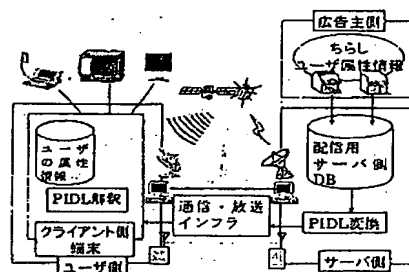 広告主側
ちらし
ユーザ属性情報
ユーザ
の属性
情報
PIDL解釈
クライアント側
端末
ユーザ側
通信・放送
インフラ
配信用
サーバ側
DB
PIDL変換
サーバ側